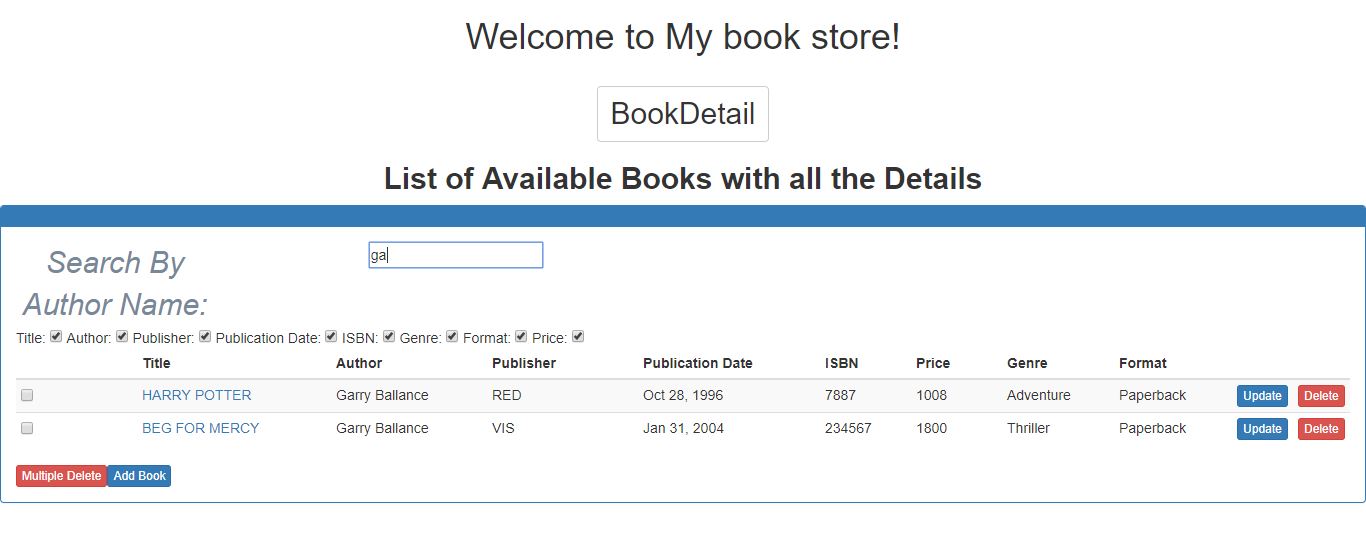 Welcome to My book store!
BookDetail
List of Available Books with all the Details
Search By
Author Name:
ga
Title: Author: Publisher: Publication Date: ISBN: Genre: Format: Price:
Title Author Publisher Publication Date ISBN Price Genre Format
HARRY POTTER Garry Ballance RED Oct 28, 1996 7887 1008 Adventure Paperback Update Delete
BEG FOR MERCY Garry Ballance VIS Jan 31, 2004 234567 1800 Thriller Paperback Update Delete
Multiple Delete Add Book